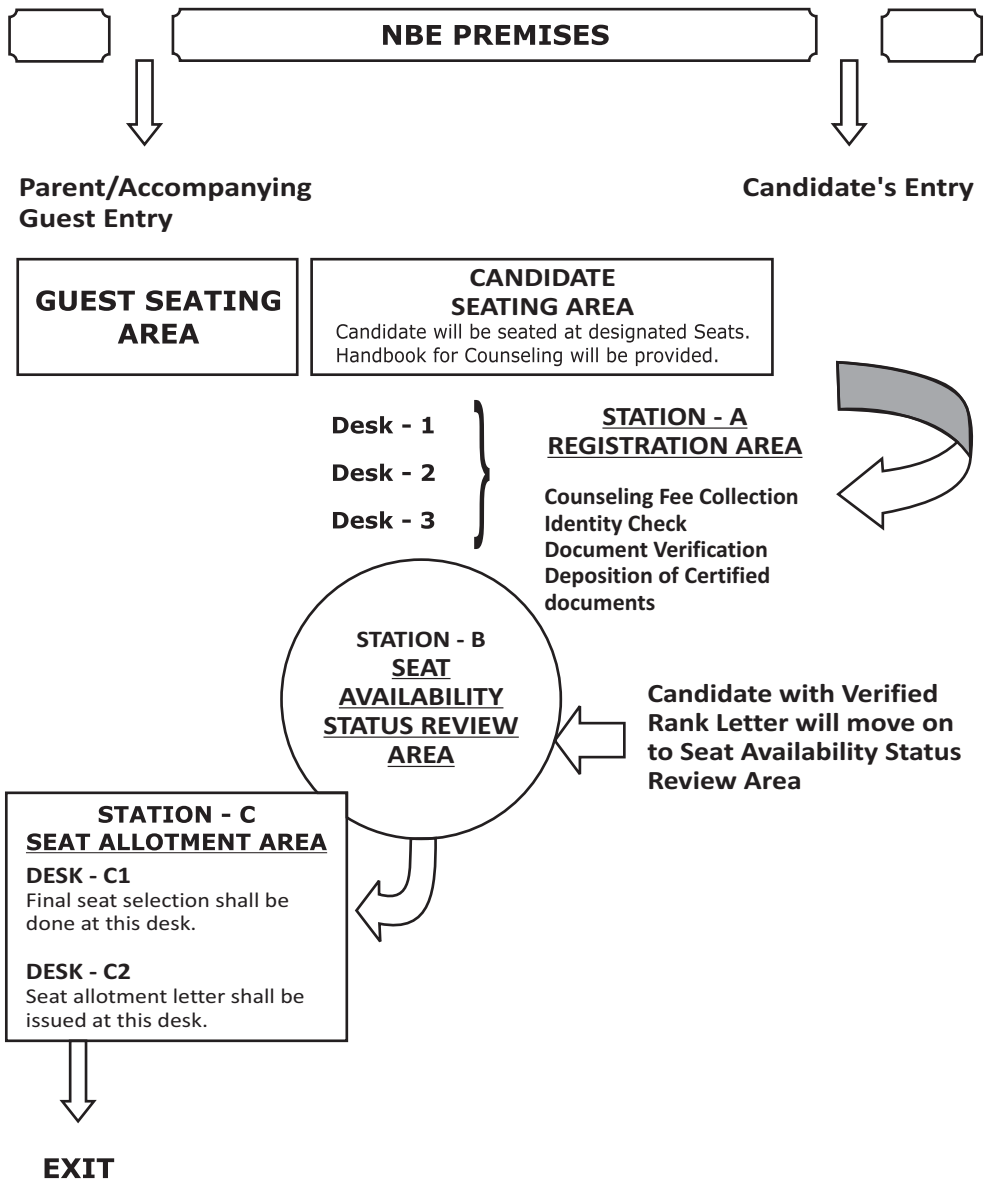 NBE PREMISES
Parent/Accompanying
Guest Entry
Candidate's Entry
GUEST SEATING
AREA
CANDIDATE
SEATING AREA
Candidate will be seated at designated Seats.
Handbook for Counseling will be provided.
Desk - 1
Desk - 2
Desk - 3
STATION - A
REGISTRATION AREA
Counseling Fee Collection
Identity Check
Document Verification
Deposition of Certified
documents
STATION - B
SEAT
AVAILABILITY
STATUS REVIEW
AREA
Candidate with Verified
Rank Letter will move on
to Seat Availability Status
Review Area
STATION - C
SEAT ALLOTMENT AREA
DESK - C1
Final seat selection shall be
done at this desk.
DESK - C2
Seat allotment letter shall be
issued at this desk.
EXIT